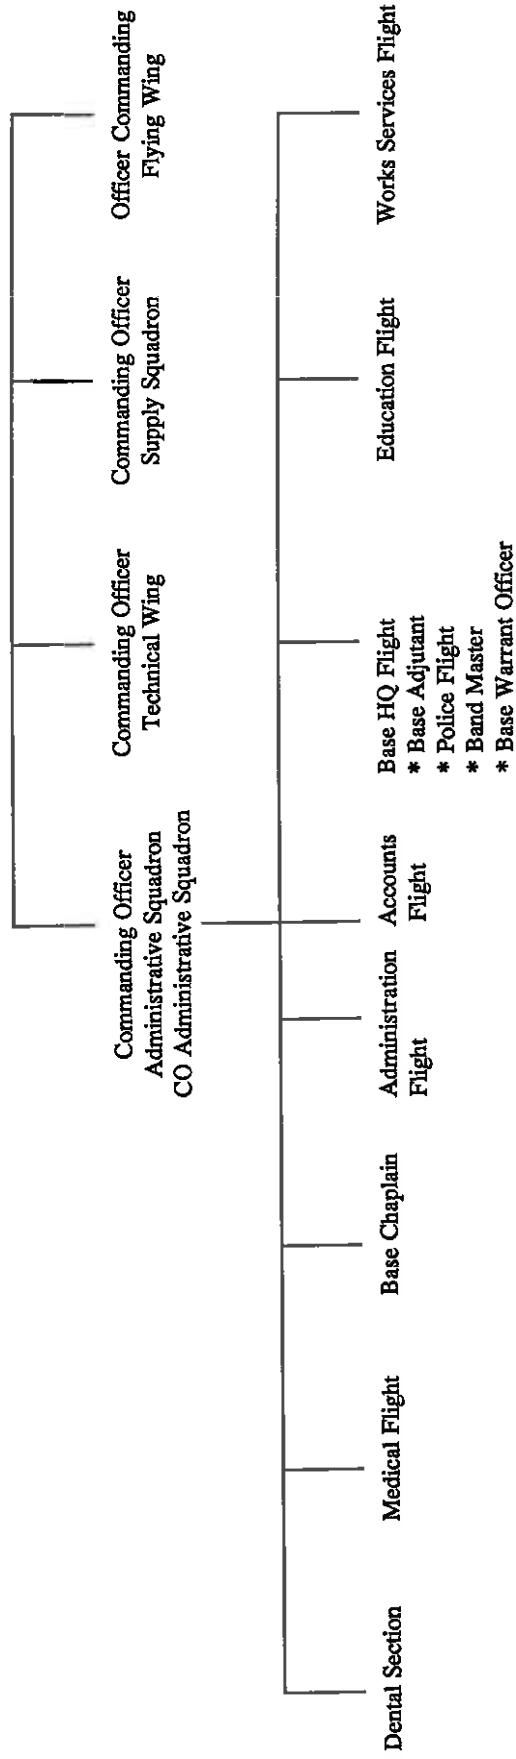 Commanding Officer
Administrative Squadron
CO Administrative Squadron
Commanding Officer
Technical Wing
Commanding Officer
Supply Squadron
Officer Commanding
Flying Wing
Dental Section
Medical Flight
Base Chaplain
Administration
Flight
Accounts
Flight
Base HQ Flight
* Base Adjutant
* Police Flight
* Band Master
* Base Warrant Officer
Education Flight
Works Services Flight